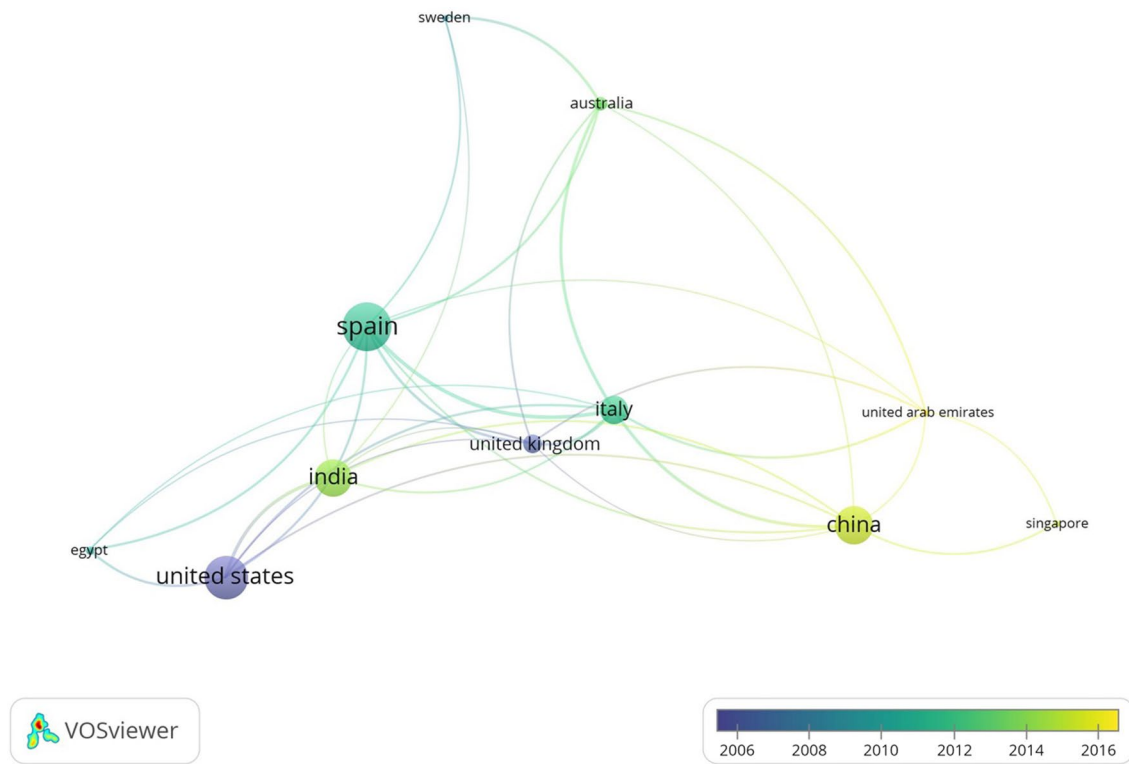 sweden
australia
spain
italy
united arab emirates
united kingdom
india
china
singapore
egypt
united states
VOSviewer
2006 2008 2010 2012 2014 2016